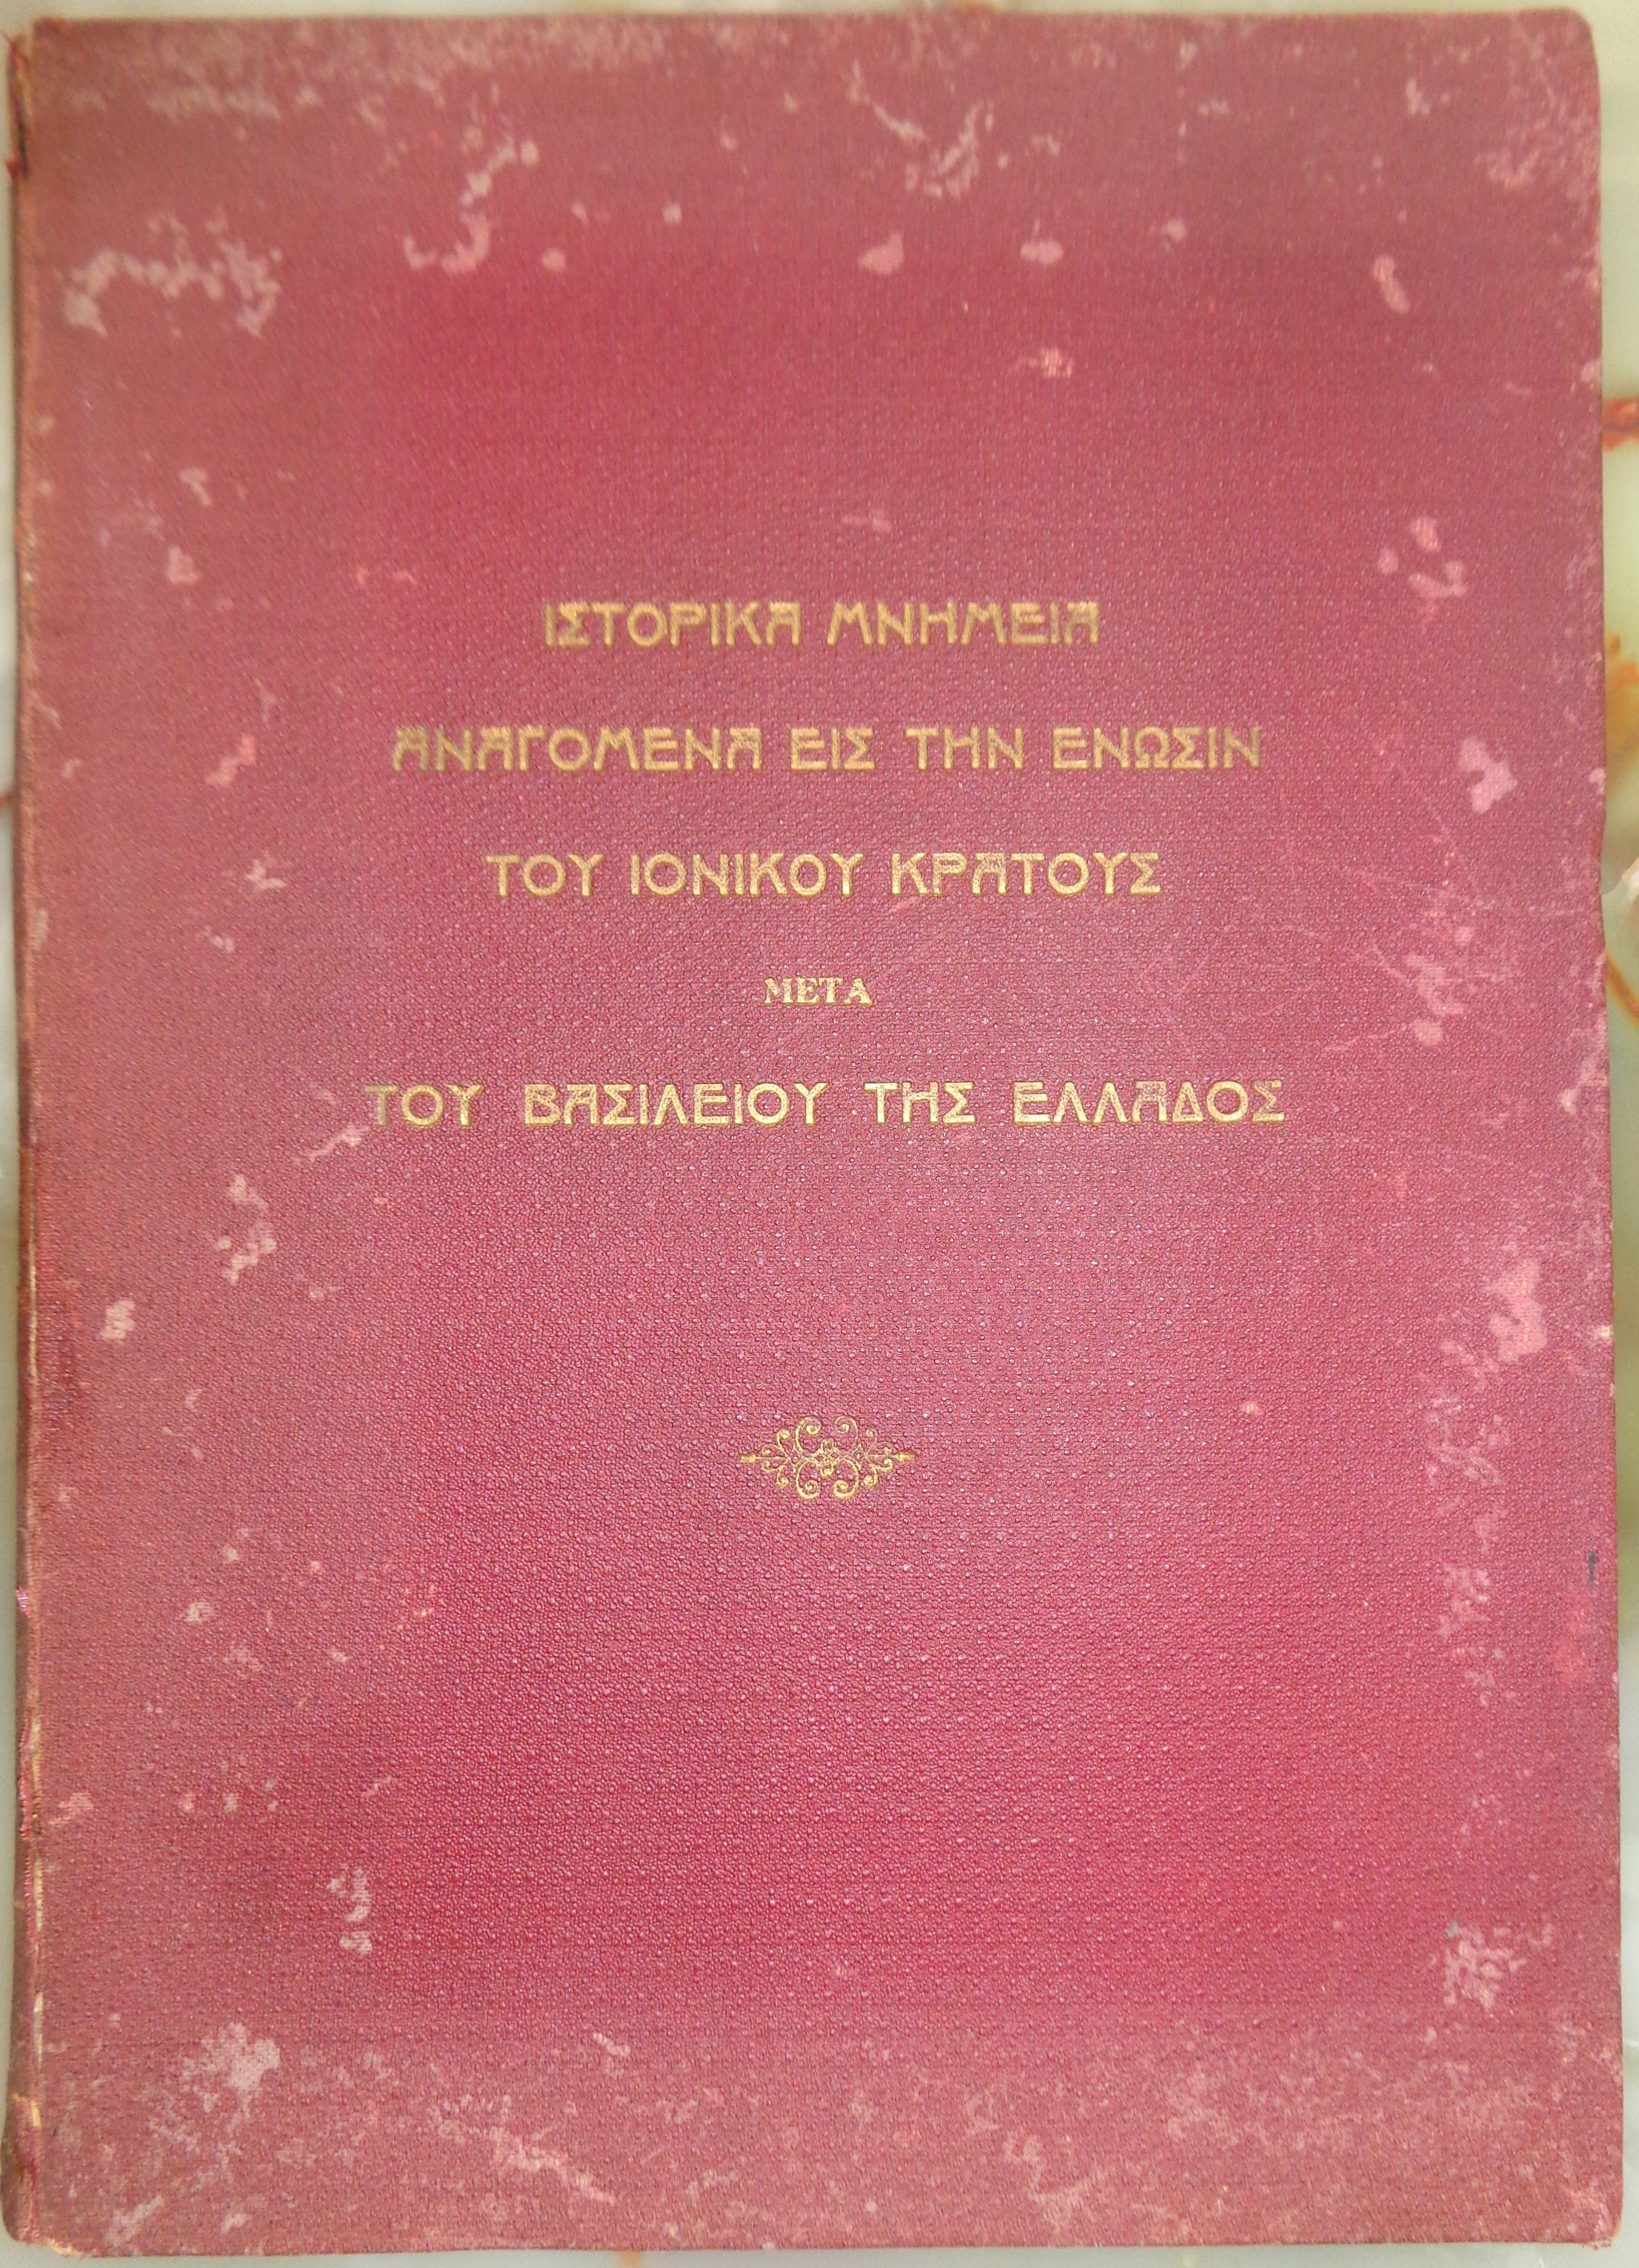 ΙΣΤΟΡΙΚΑ ΜΝΗΜΕΙΑ
ΑΝΑΓΟΜΕΝΑ ΕΙΣ ΤΗΝ ΕΝΩΣΙΝ
ΤΟΥ ΙΟΝΙΚΟΥ ΚΡΑΤΟΥΣ
ΜΕΤΑ
ΤΟΥ ΒΑΣΙΛΕΙΟΥ ΤΗΣ ΕΛΛΑΔΟΣ